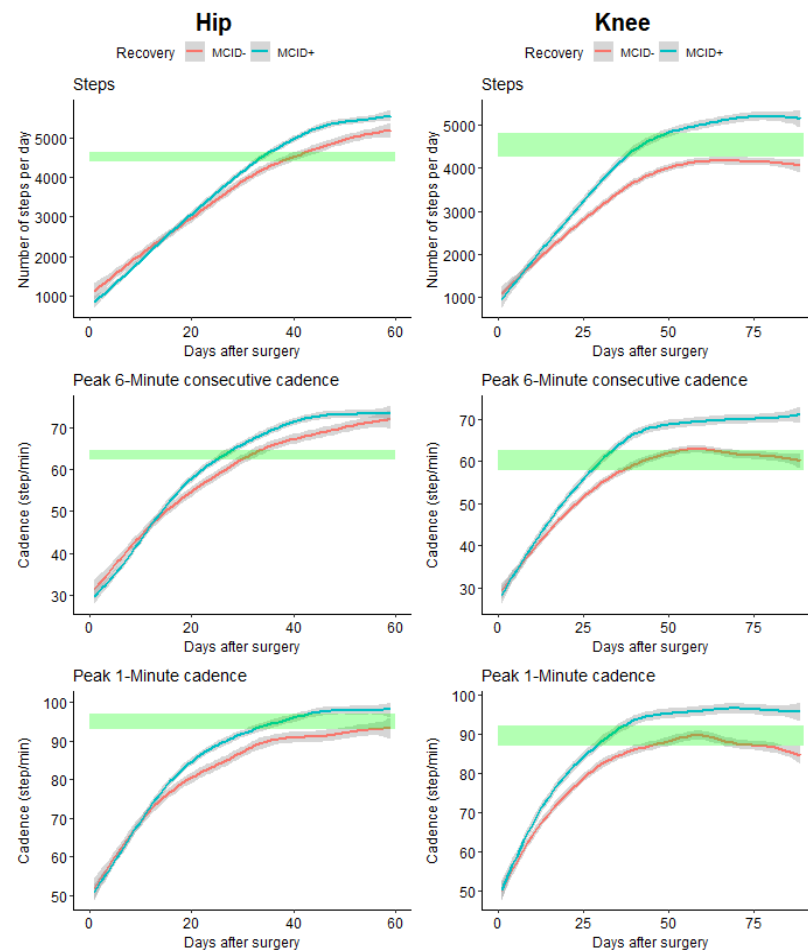 Hip
Knee
Recovery MCID- MCID+
Recovery MCID- MCID+
Steps
Steps
Number of steps per day
5000
4000
3000
2000
1000
0 20 40 60
Days after surgery
Number of steps per day
5000
4000
3000
2000
1000
0 25 50 75
Days after surgery
Peak 6-Minute consecutive cadence
Peak 6-Minute consecutive cadence
Cadence (step/min)
70
60
50
40
30
0 20 40 60
Days after surgery
Cadence (step/min)
70
60
50
40
30
0 25 50 75
Days after surgery
Peak 1-Minute cadence
Peak 1-Minute cadence
Cadence (step/min)
100
90
80
70
60
50
0 20 40 60
Days after surgery
Cadence (step/min)
100
90
80
70
60
50
0 25 50 75
Days after surgery